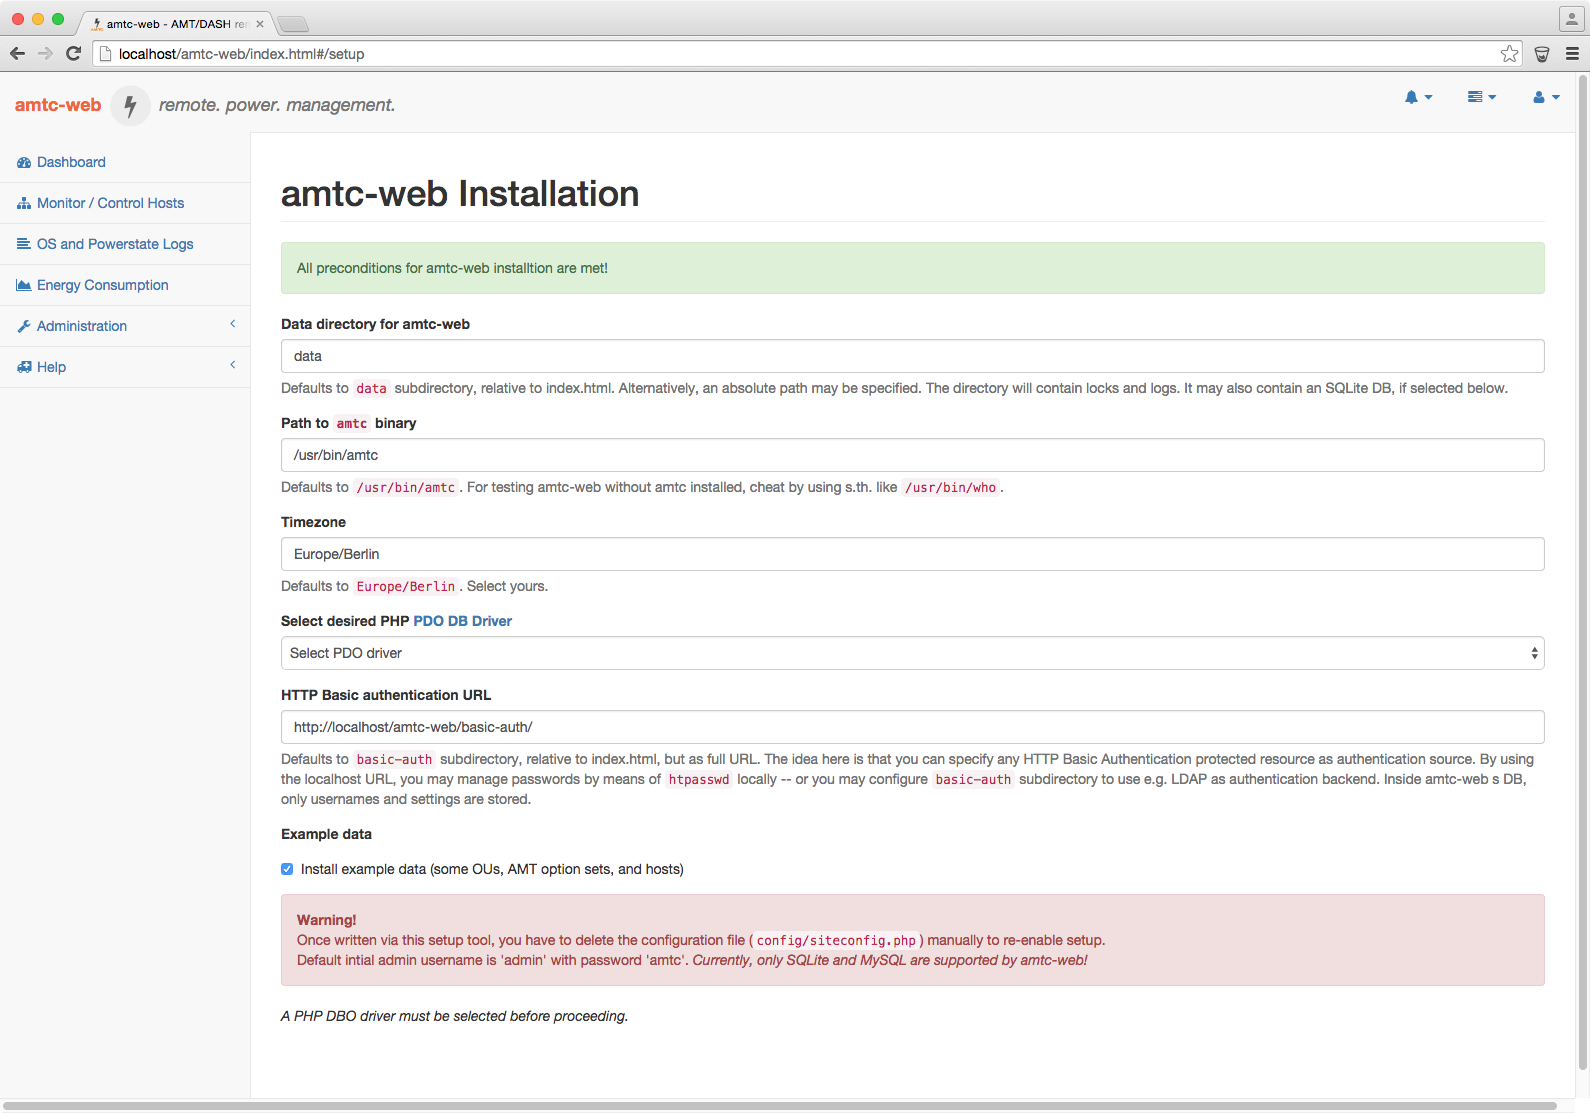 amtc-web - AMT/DASH rem
localhost/amtc-web/index.html#/setup
amtc-web remote. power. management.
Dashboard
Monitor / Control Hosts
OS and Powerstate Logs
Energy Consumption
Administration
Help
amtc-web Installation
All preconditions for amtc-web installtion are met!
Data directory for amtc-web
data
Defaults to data subdirectory, relative to index.html. Alternatively, an absolute path may be specified. The directory will contain locks and logs. It may also contain an SQLite DB, if selected below.
Path to amtc binary
/usr/bin/amtc
Defaults to /usr/bin/amtc. For testing amtc-web without amtc installed, cheat by using s.th. like /usr/bin/who.
Timezone
Europe/Berlin
Defaults to Europe/Berlin. Select yours.
Select desired PHP PDO DB Driver
Select PDO driver
HTTP Basic authentication URL
http://localhost/amtc-web/basic-auth/
Defaults to basic-auth subdirectory, relative to index.html, but as full URL. The idea here is that you can specify any HTTP Basic Authentication protected resource as authentication source. By using
the localhost URL, you may manage passwords by means of htpasswd locally -- or you may configure basic-auth subdirectory to use e.g. LDAP as authentication backend. Inside amtc-web s DB,
only usernames and settings are stored.
Example data
Install example data (some OUs, AMT option sets, and hosts)
Warning!
Once written via this setup tool, you have to delete the configuration file (config/siteconfig.php) manually to re-enable setup.
Default intial admin username is 'admin' with password 'amtc'. Currently, only SQLite and MySQL are supported by amtc-web!
A PHP DBO driver must be selected before proceeding.